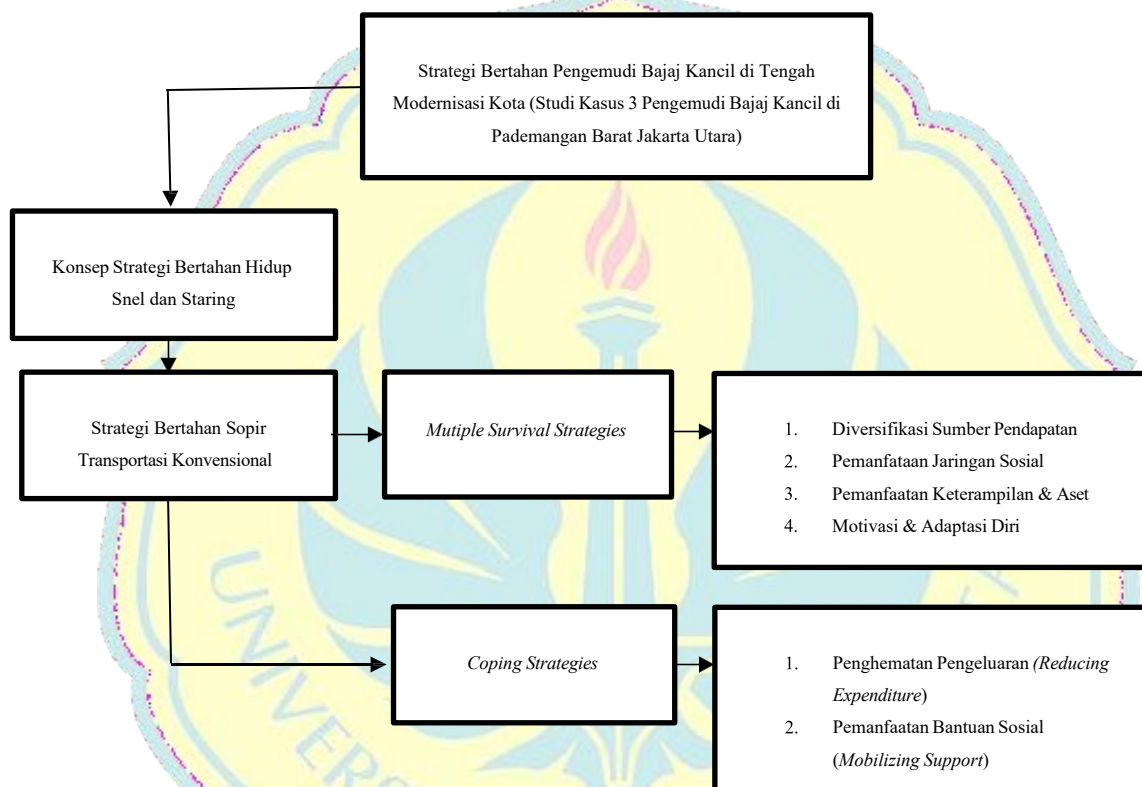 Strategi Bertahan Pengemudi Bajaj Kancil di Tengah
Modernisasi Kota (Studi Kasus 3 Pengemudi Bajaj Kancil di
Pademangan Barat Jakarta Utara)
Konsep Strategi Bertahan Hidup
Snel dan Staring
Strategi Bertahan Sopir
Transportasi Konvensional
Mutiple Survival Strategies
1. Diversifikasi Sumber Pendapatan
2. Pemanfataan Jaringan Sosial
3. Pemanfaatan Keterampilan & Aset
4. Motivasi & Adaptasi Diri
Coping Strategies
1. Penghematan Pengeluaran (Reducing
Expenditure)
2. Pemanfaatan Bantuan Sosial
(Mobilizing Support)